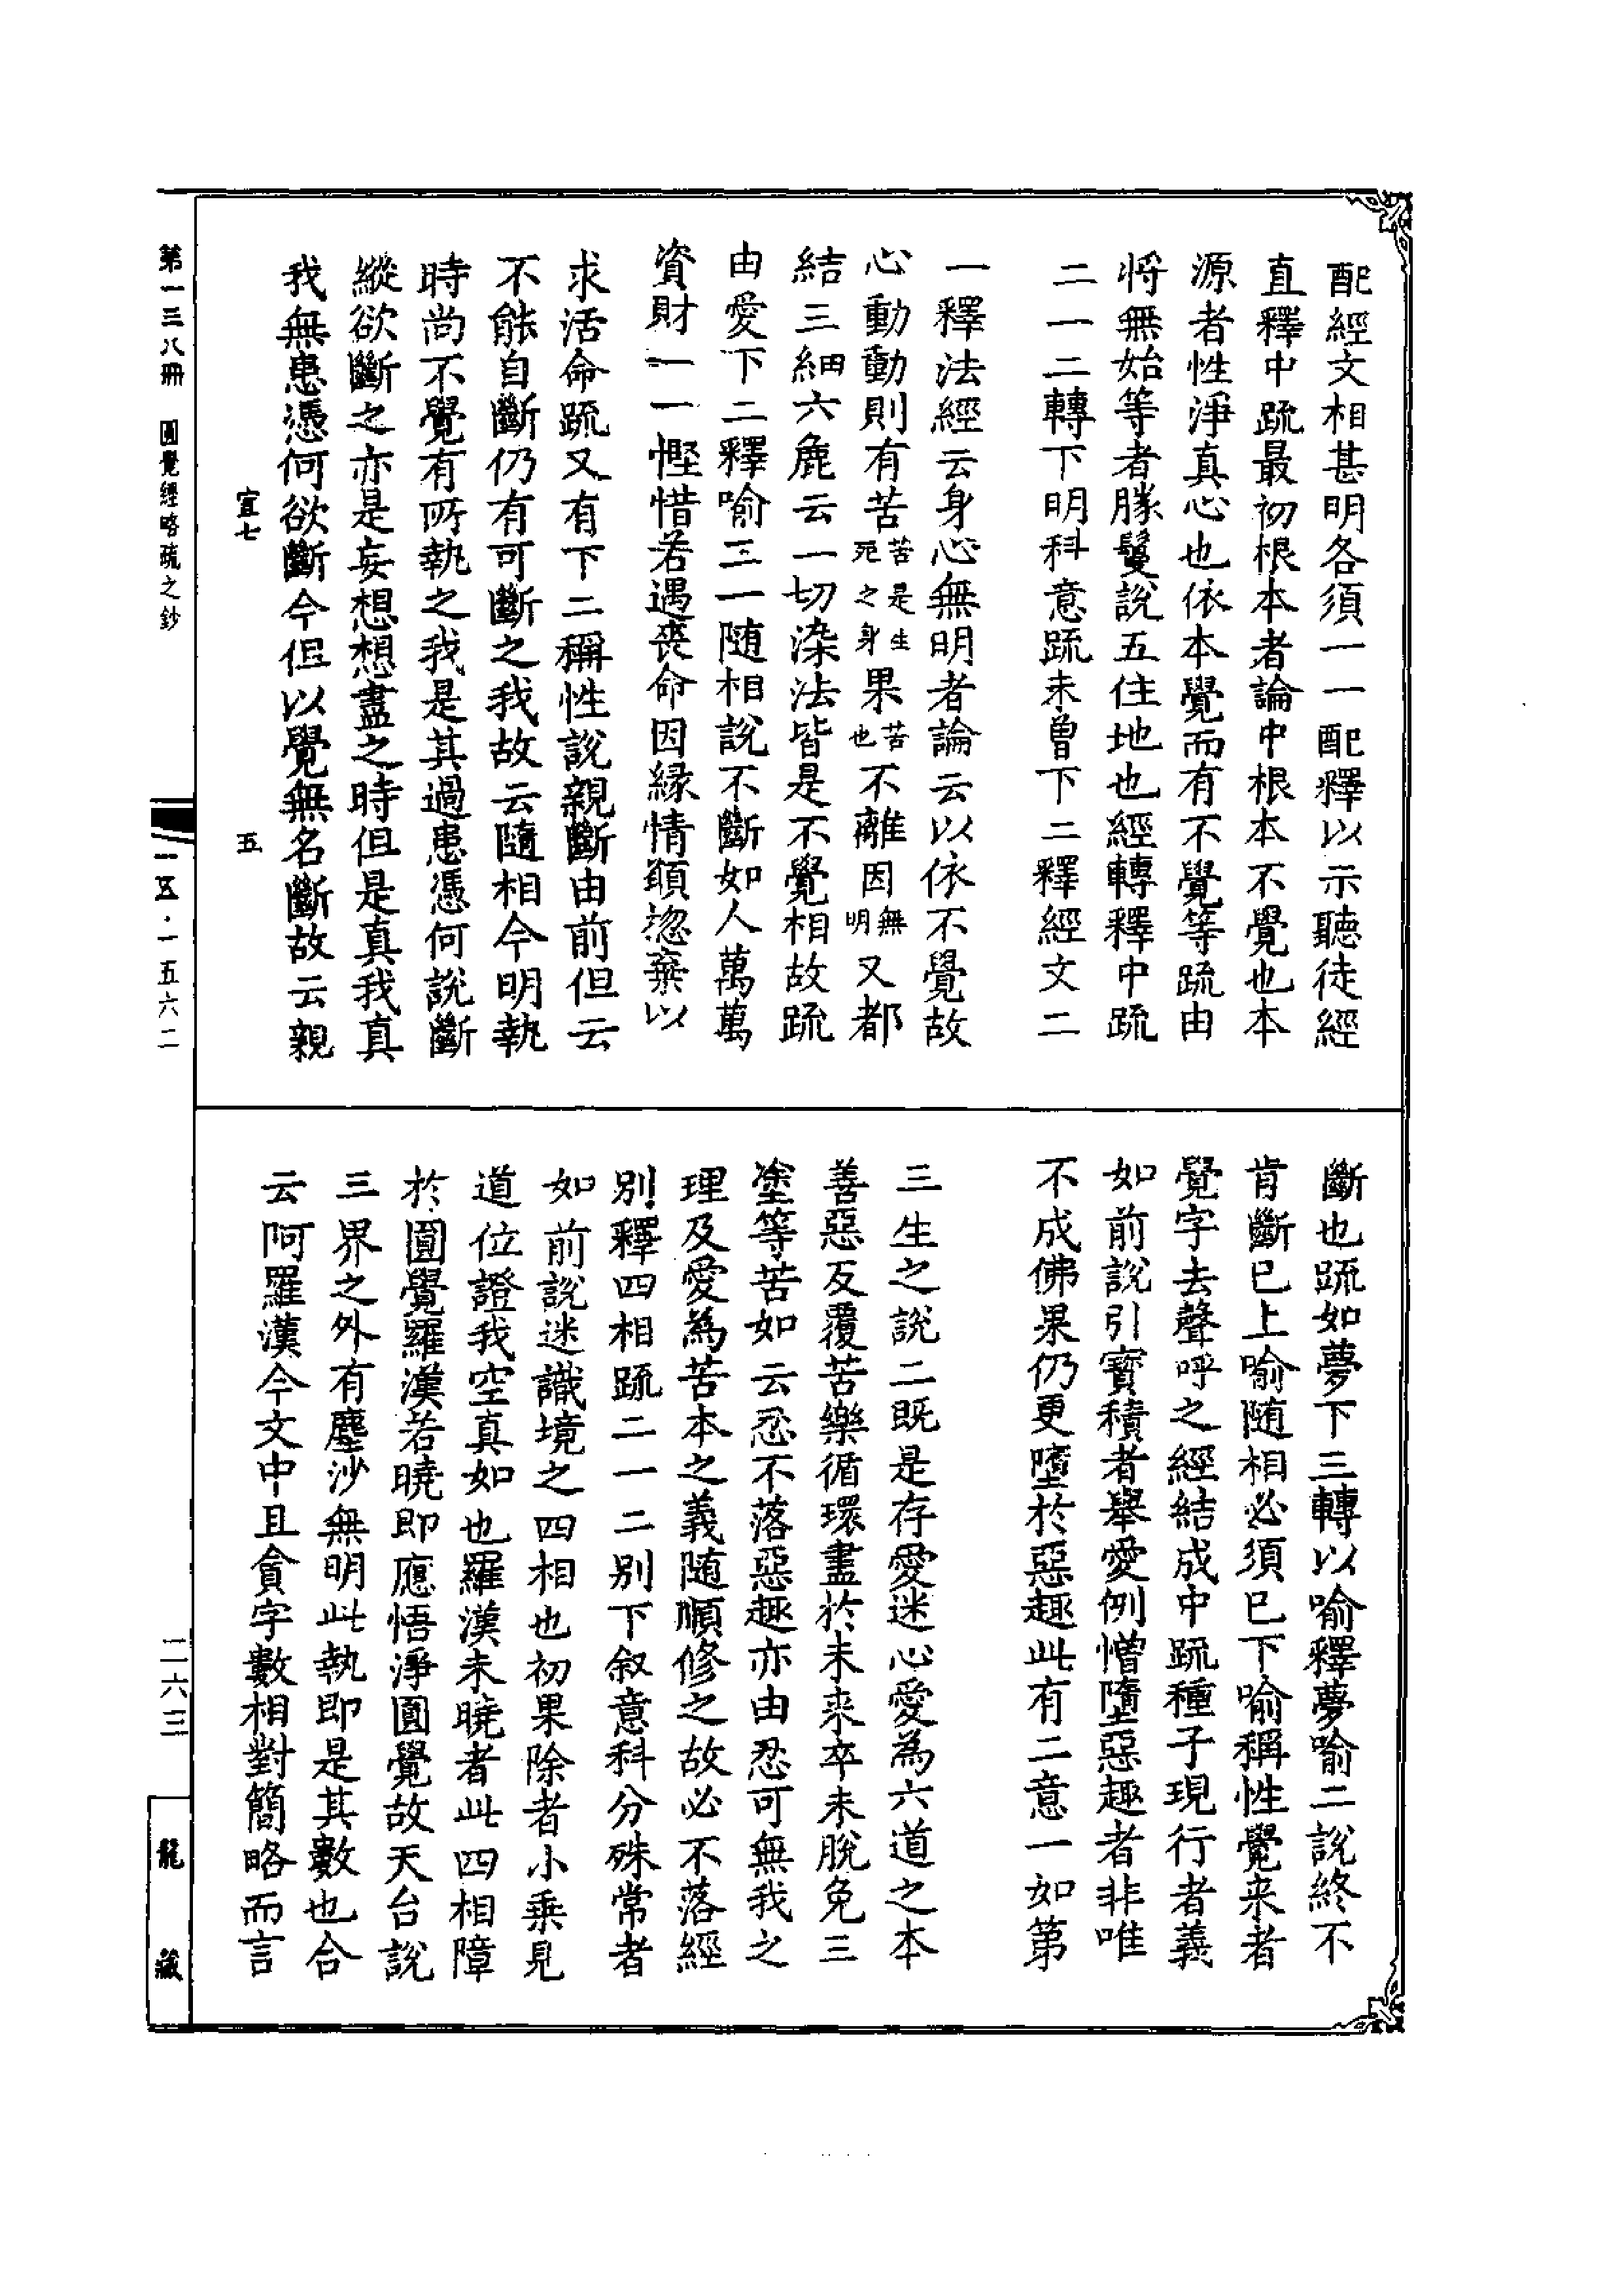 配經文相甚明各須一一配釋以示聽徒經
直釋中䟽最初根本者論中根本不覺也本
源者性淨真心也依本覺而有不覺等䟽由
將無始等者勝鬘說五住地也經轉釋中䟽
二一二轉下明科意䟽未曾下二釋經文二
一釋法經云身心無明者論云以依不覺故
心動動則有苦苦是生死之身果苦也不離因無明又都
結三細六麁云一切染法皆是不覺相故䟽
由愛下二釋喻三一随相說不斷如人萬萬
資財一一慳惜若遇丧命因縁情願㧾棄以
求活命䟽又有下二稱性說親斷由前但云
不能自斷仍有可斷之我故云隨相今明執
時尚不覺有所執之我是其過患憑何說斷
縱欲斷之亦是妄想想盡之時但是真我真
我無患憑何欲斷今但以覺無名斷故云親
斷也䟽如夢下三轉以喻釋夢喻二說終不
肯斷已上喻随相必須已下喻稱性覺来者
覺字去聲呼之經結成中䟽種子現行者義
如前說引寳積者舉愛例憎墮惡趣者非唯
不成佛果仍更墮於惡趣此有二意一如第
三生之說二既是存愛迷心愛為六道之本
善惡反覆苦樂循環盡於未来卒未脫免三
塗等苦如云忍不落惡趣亦由忍可無我之
理及愛為苦本之義随順修之故必不落經
別釋四相䟽二一二別下叙意科分殊常者
如前說迷識境之四相也初果除者小乗見
道位證我空真如也羅漢未曉者此四相障
於圓覺羅漢若曉即應悟淨圓覺故天台說
三界之外有塵沙無明此執即是其數也合
云阿羅漢今文中且貪字數相對簡略而言
第一三八冊 圓覺經略疏之鈔
宣七
五
一五·一五六二
二六三
龍藏